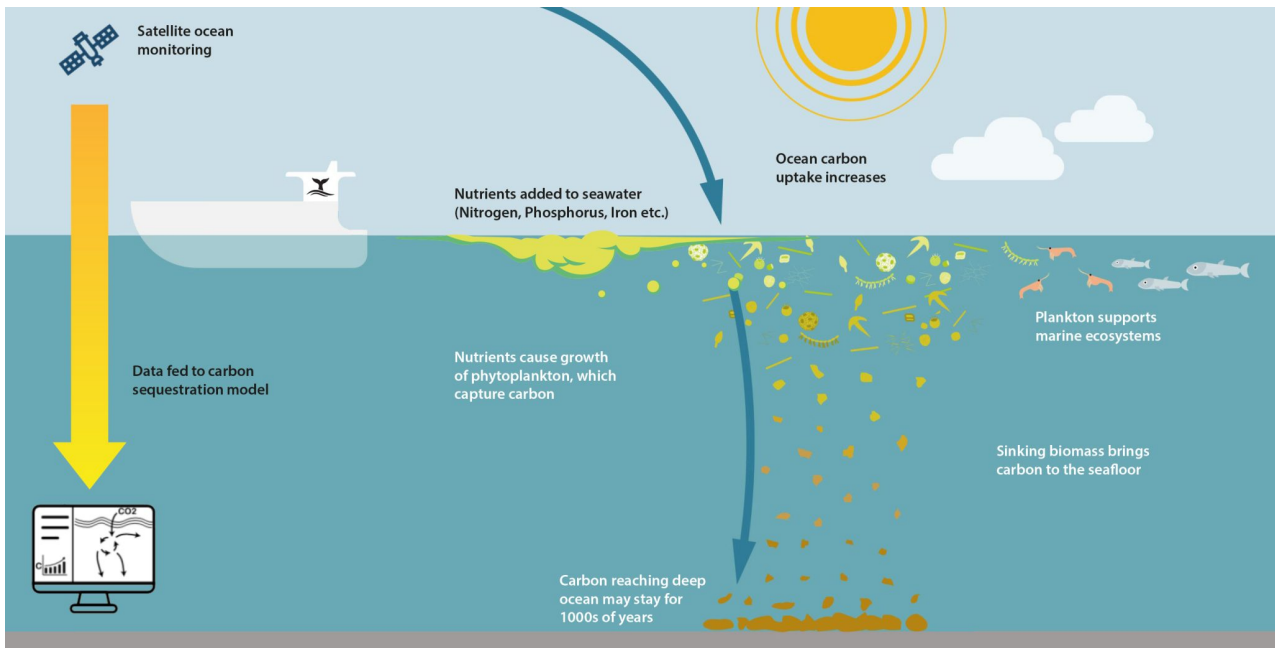 Satellite ocean
monitoring
Ocean carbon
uptake increases
Nutrients added to seawater
(Nitrogen, Phosphorus, Iron etc.)
Plankton supports
marine ecosystems
Nutrients cause growth
of phytoplankton, which
capture carbon
Data fed to carbon
sequestration model
Sinking biomass brings
carbon to the seafloor
CO2
C
Carbon reaching deep
ocean may stay for
1000s of years